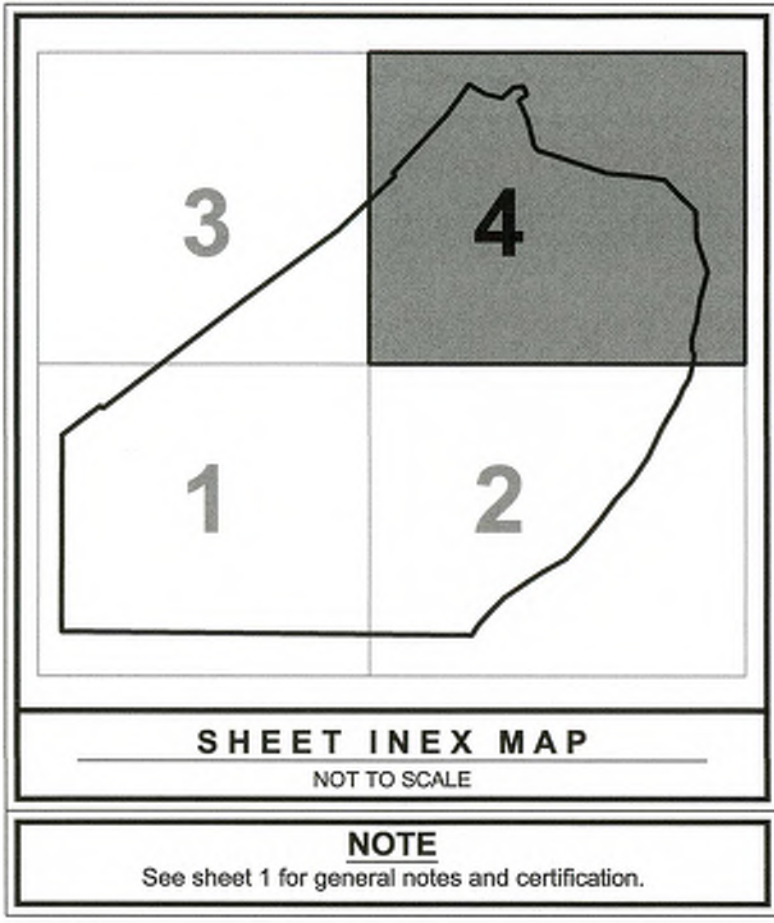 3
4
1
2
SHEET INEX MAP
NOT TO SCALE
NOTE
See sheet 1 for general notes and certification.